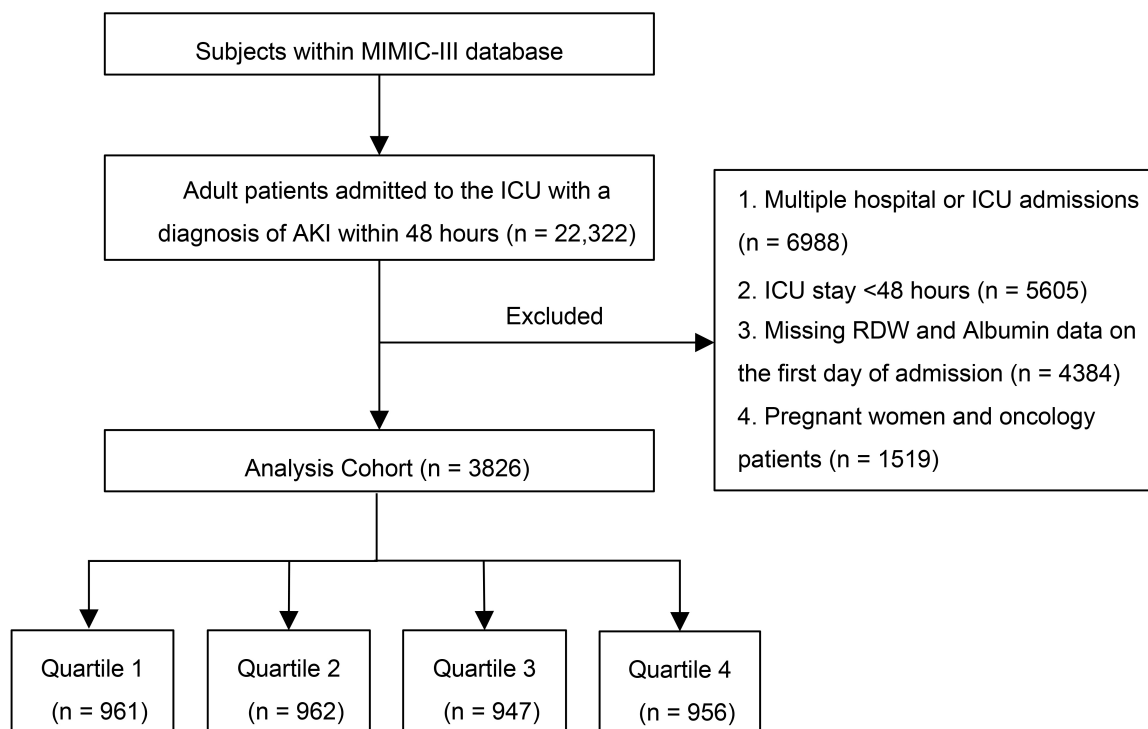 Subjects within MIMIC-III database
Adult patients admitted to the ICU with a
diagnosis of AKI within 48 hours (n = 22,322)
Excluded
1. Multiple hospital or ICU admissions
(n = 6988)
2. ICU stay <48 hours (n = 5605)
3. Missing RDW and Albumin data on
the first day of admission (n = 4384)
4. Pregnant women and oncology
patients (n = 1519)
Analysis Cohort (n = 3826)
Quartile 1
(n = 961)
Quartile 2
(n = 962)
Quartile 3
(n = 947)
Quartile 4
(n = 956)